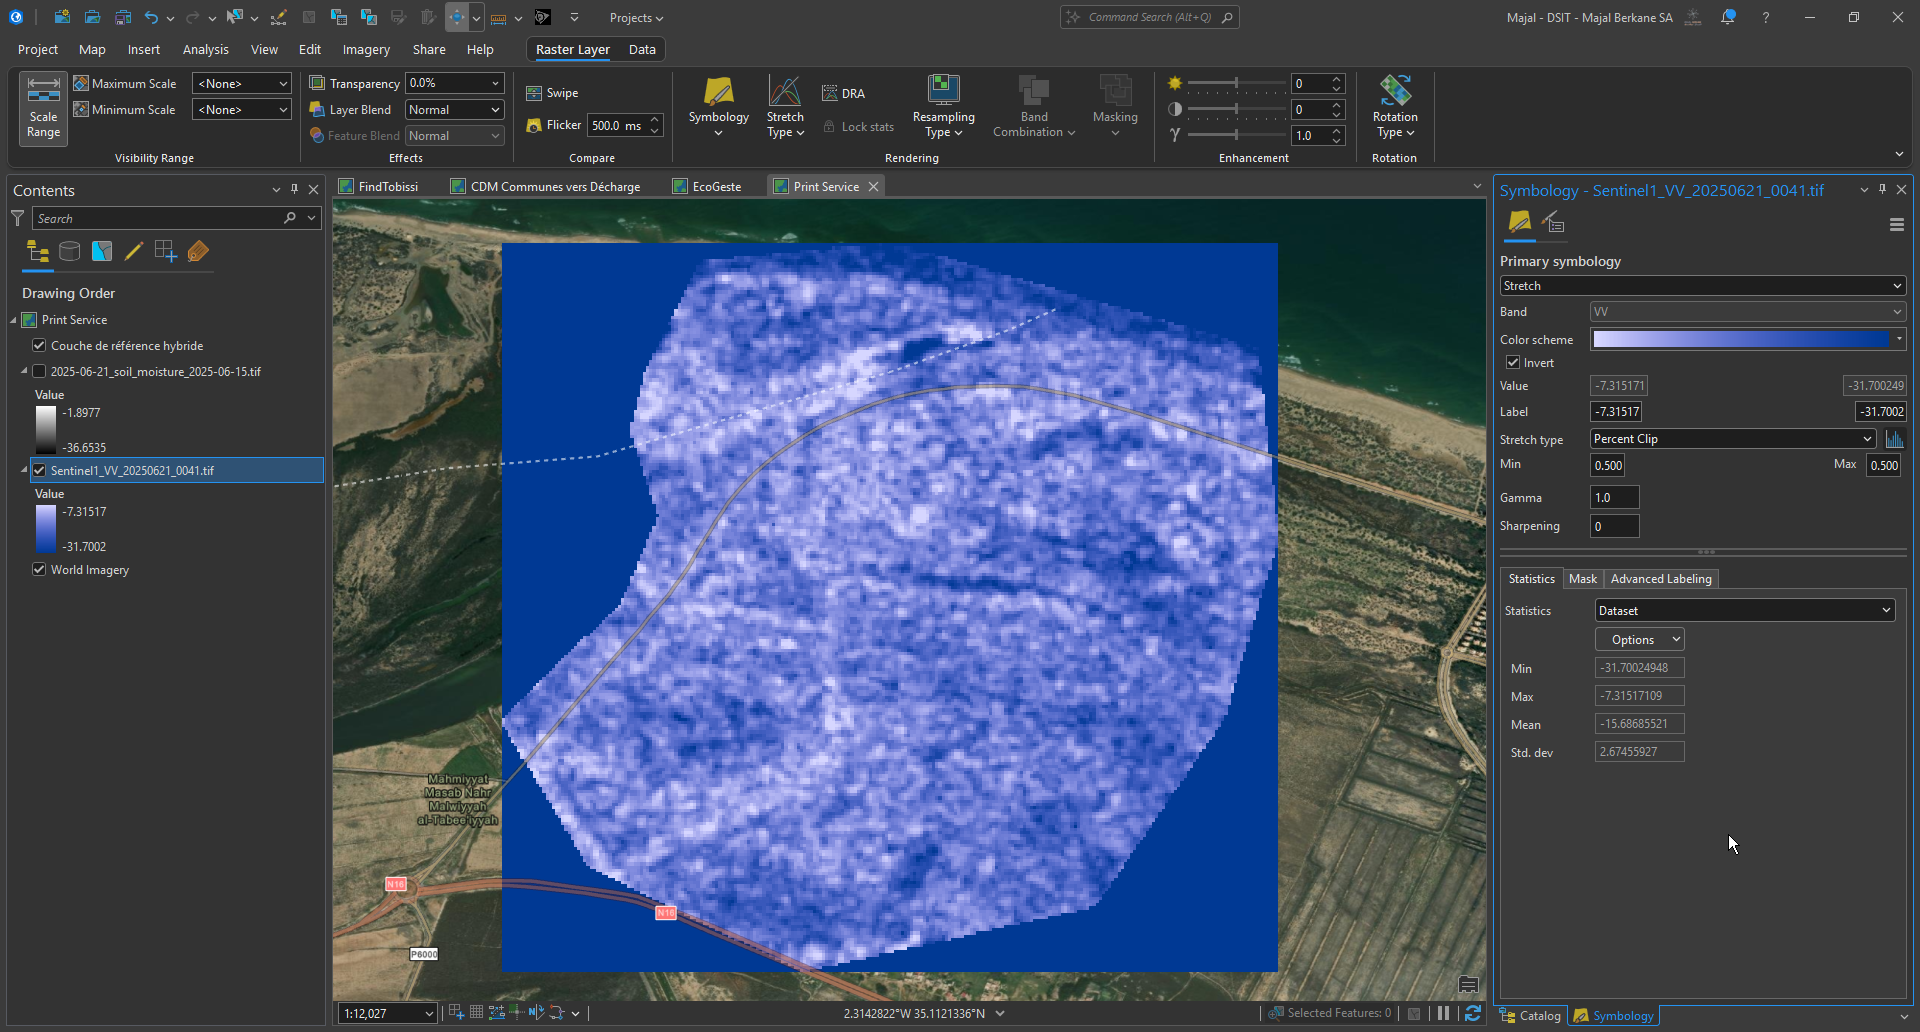 Projects
Command Search (Alt+Q)
Majal - DSIT - Majal Berkane SA
?
Project
Map
Insert
Analysis
View
Edit
Imagery
Share
Help
Raster Layer
Data
Scale
Range
Maximum Scale
<None>
Minimum Scale
<None>
Visibility Range
Transparency
0.0%
Layer Blend
Normal
Feature Blend
Normal
Effects
Swipe
Flicker
500.0 ms
Compare
Symbology
Stretch
Type
DRA
Lock stats
Resampling
Type
Band
Combination
Masking
Rendering
0
0
γ
1.0
Enhancement
Rotation
Type
Rotation
Contents
Search
Drawing Order
Print Service
Couche de référence hybride
2025-06-21_soil_moisture_2025-06-15.tif
Value
-1.8977
-36.6535
Sentinel1_VV_20250621_0041.tif
Value
-7.31517
-31.7002
World Imagery
FindTobissi
CDM Communes vers Décharge
EcoGeste
Print Service
Mahmiyyat
Masab Nahr
Malwiyyah
al-Tabee'iyyah
N16
N16
P6000
1:12,027
2.3142822°W 35.1121336°N
Selected Features: 0
Symbology - Sentinel1_VV_20250621_0041.tif
Primary symbology
Stretch
Band
VV
Color scheme
Invert
Value
-7.315171
-31.700249
Label
-7.31517
-31.7002
Stretch type
Percent Clip
Min
0.500
Max
0.500
Gamma
1.0
Sharpening
0
Statistics
Mask
Advanced Labeling
Statistics
Dataset
Options
Min
-31.70024948
Max
-7.31517109
Mean
-15.68685521
Std. dev
2.67455927
Catalog
Symbology